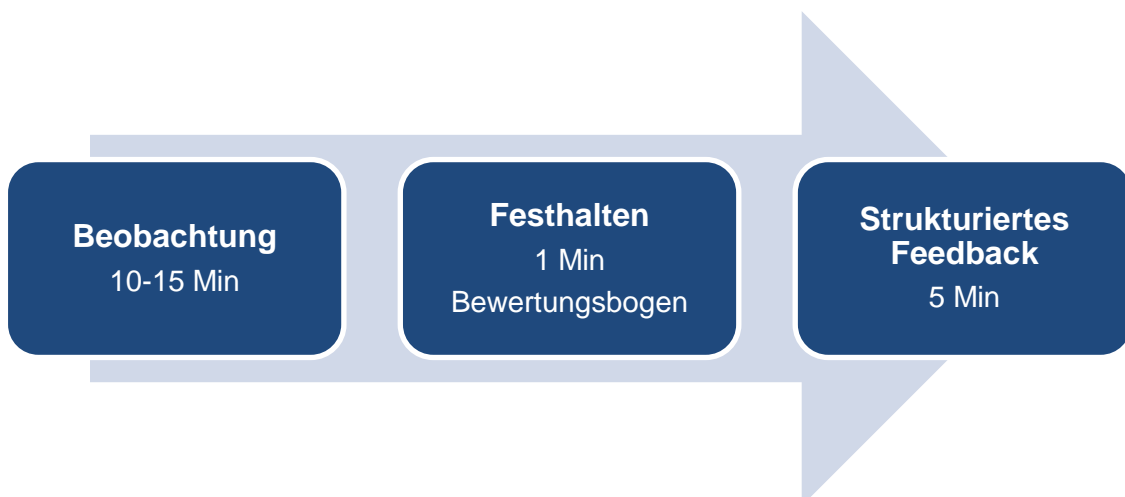 Beobachtung
10-15 Min
Festhalten
1 Min
Bewertungsbogen
Strukturiertes
Feedback
5 Min